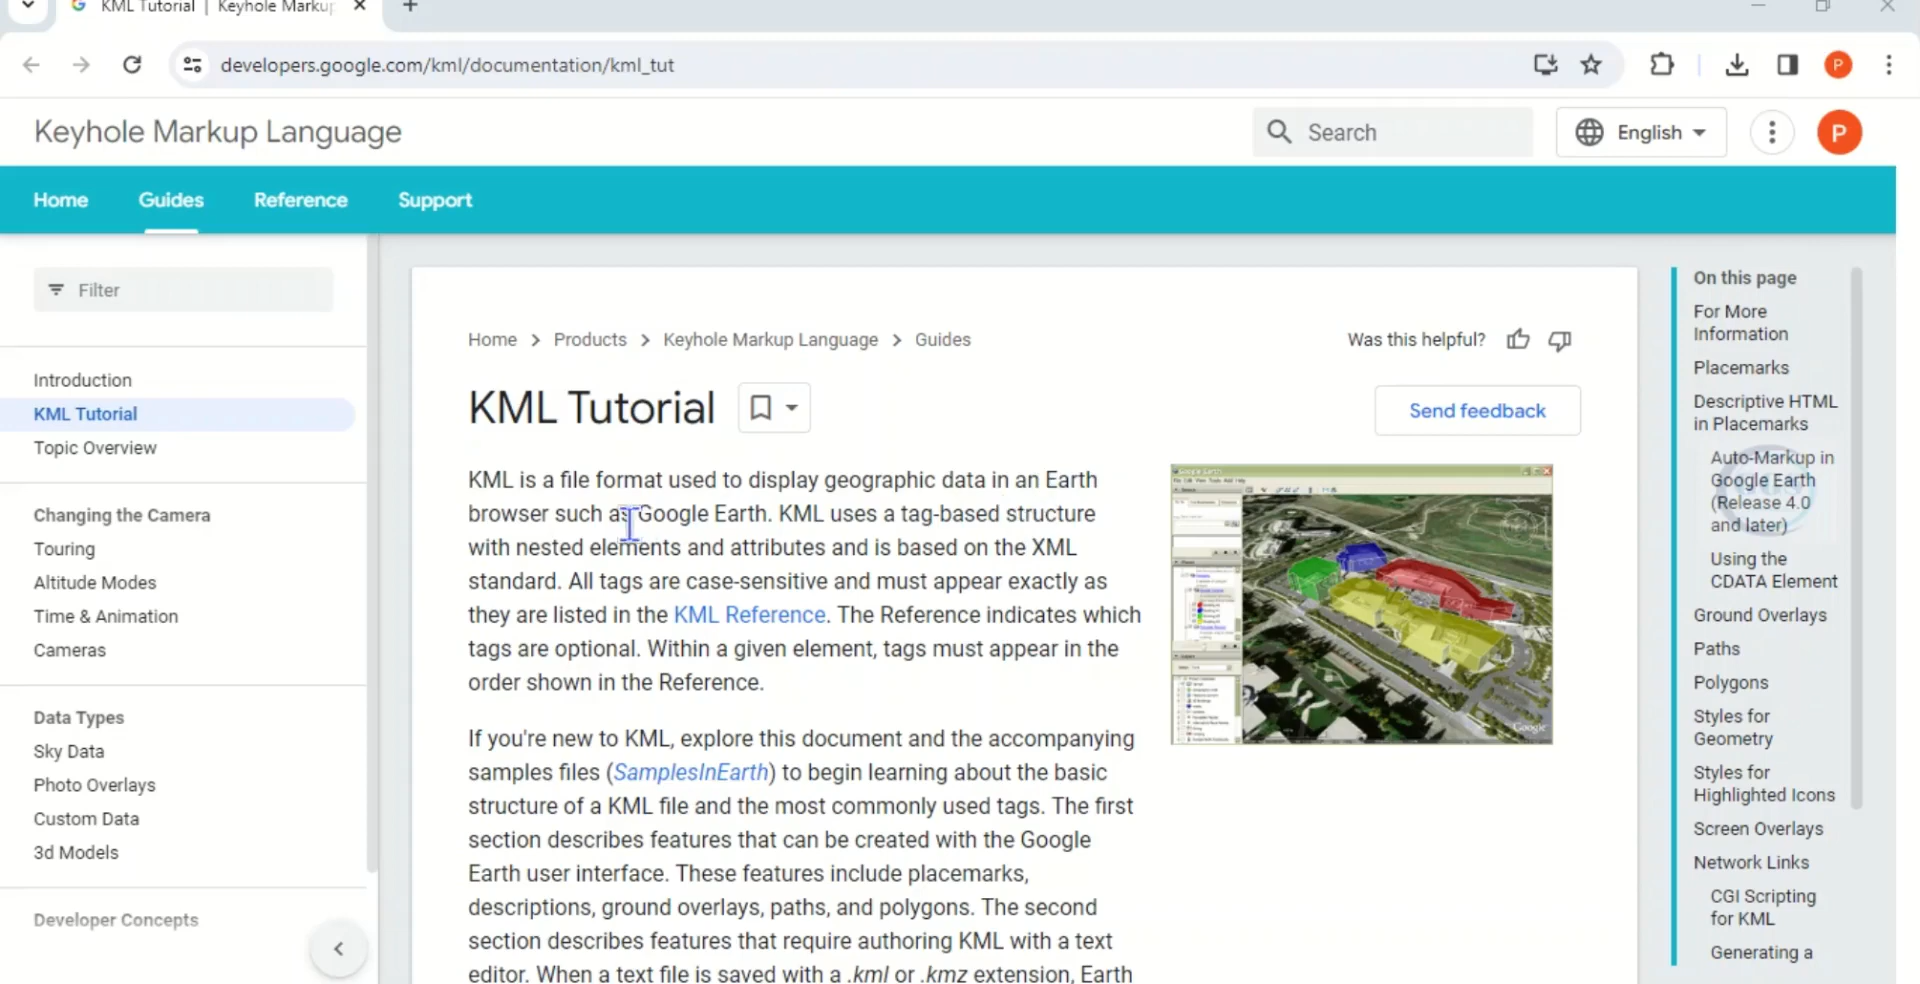 KML Tutorial | Keyhole Markup
developers.google.com/kml/documentation/kml_tut
P
Keyhole Markup Language
Search
English
P
Home
Guides
Reference
Support
Filter
Introduction
KML Tutorial
Topic Overview
Changing the Camera
Touring
Altitude Modes
Time & Animation
Cameras
Data Types
Sky Data
Photo Overlays
Custom Data
3d Models
Developer Concepts
Home > Products > Keyhole Markup Language > Guides
Was this helpful?
KML Tutorial
Send feedback
KML is a file format used to display geographic data in an Earth
browser such as Google Earth. KML uses a tag-based structure
with nested elements and attributes and is based on the XML
standard. All tags are case-sensitive and must appear exactly as
they are listed in the KML Reference. The Reference indicates which
tags are optional. Within a given element, tags must appear in the
order shown in the Reference.
If you're new to KML, explore this document and the accompanying
samples files (SamplesInEarth) to begin learning about the basic
structure of a KML file and the most commonly used tags. The first
section describes features that can be created with the Google
Earth user interface. These features include placemarks,
descriptions, ground overlays, paths, and polygons. The second
section describes features that require authoring KML with a text
editor. When a text file is saved with a .kml or .kmz extension, Earth
Google Earth
Google
On this page
For More
Information
Placemarks
Descriptive HTML
in Placemarks
Auto-Markup in
Google Earth
(Release 4.0
and later)
Using the
CDATA Element
Ground Overlays
Paths
Polygons
Styles for
Geometry
Styles for
Highlighted Icons
Screen Overlays
Network Links
CGI Scripting
for KML
Generating a